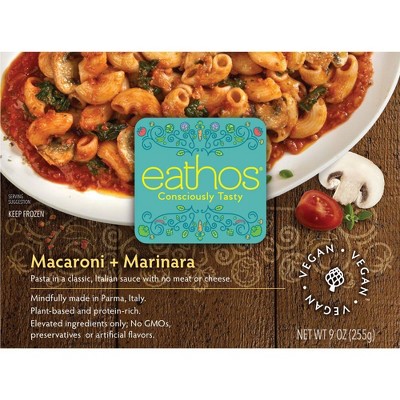 eathos®
Consciously Tasty
SERVING
SUGGESTION
KEEP FROZEN
Macaroni + Marinara
Pasta in a classic, Italian sauce with no meat or cheese.
Mindfully made in Parma, Italy.
Plant-based and protein-rich.
Elevated ingredients only; No GMOs,
preservatives or artificial flavors.
VEGAN • VEGAN • VEGAN •
NET WT 9 OZ (255g)